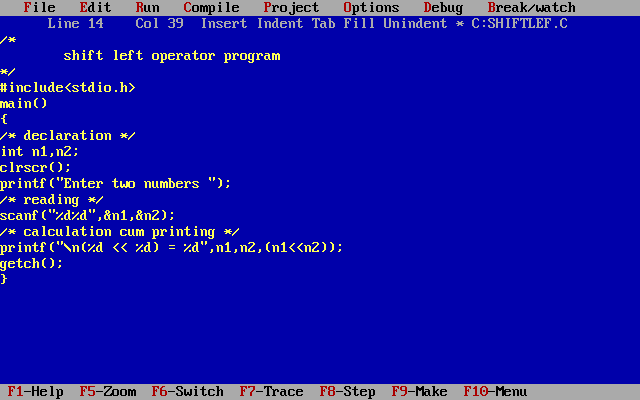 File Edit Run Compile Project Options Debug Break/watch
Line 14 Col 39 Insert Indent Tab Fill Unindent * C:SHIFTLEF.C
/*
shift left operator program
*/
#include<stdio.h>
main()
{
/* declaration */
int n1,n2;
clrscr();
printf("Enter two numbers ");
/* reading */
scanf("%d%d",&n1,&n2);
/* calculation cum printing */
printf("\n(%d << %d) = %d",n1,n2,(n1<<n2));
getch();
}
F1-Help F5-Zoom F6-Switch F7-Trace F8-Step F9-Make F10-Menu